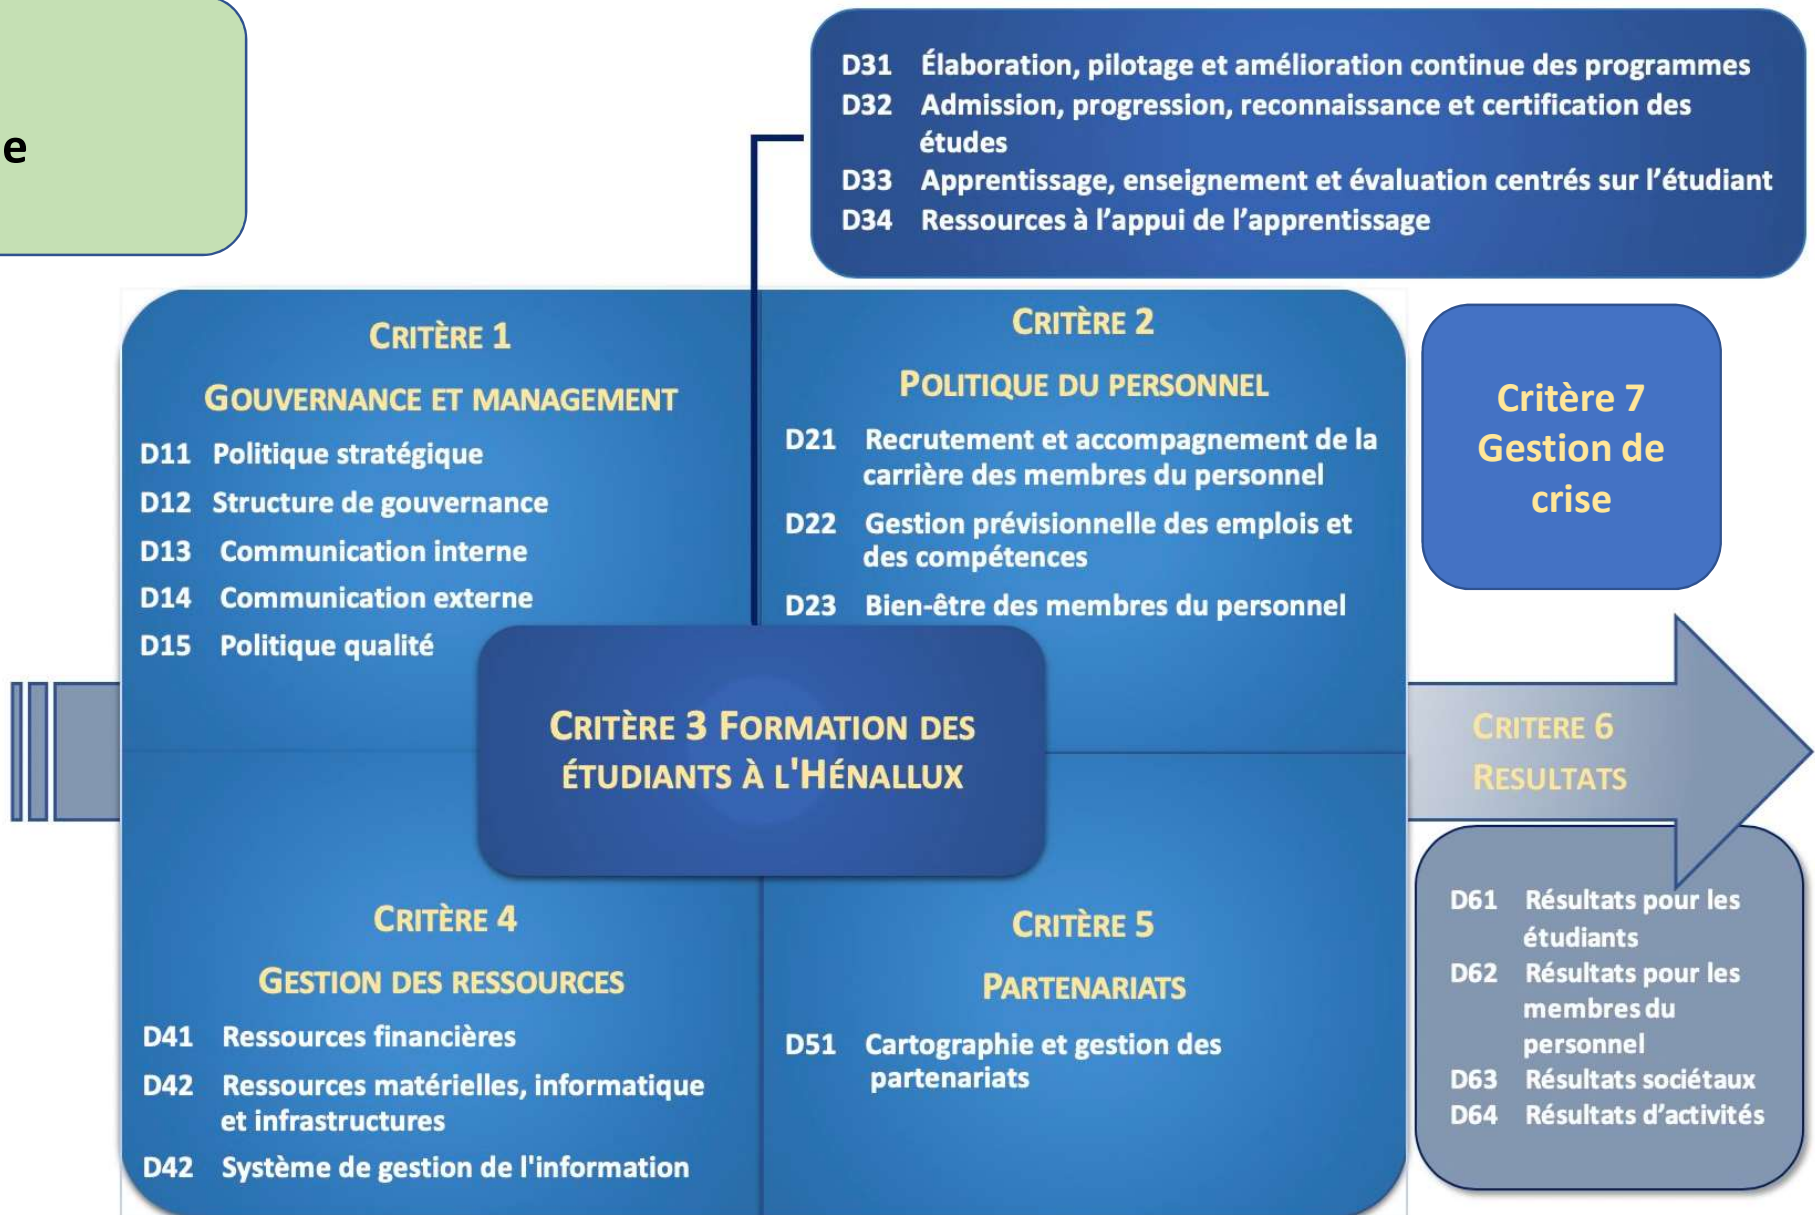 e
D31 Élaboration, pilotage et amélioration continue des programmes
D32 Admission, progression, reconnaissance et certification des
études
D33 Apprentissage, enseignement et évaluation centrés sur l’étudiant
D34 Ressources à l’appui de l’apprentissage
CRITÈRE 1
GOUVERNANCE ET MANAGEMENT
D11 Politique stratégique
D12 Structure de gouvernance
D13 Communication interne
D14 Communication externe
D15 Politique qualité
CRITÈRE 2
POLITIQUE DU PERSONNEL
D21 Recrutement et accompagnement de la
carrière des membres du personnel
D22 Gestion prévisionnelle des emplois et
des compétences
D23 Bien-être des membres du personnel
Critère 7
Gestion de
crise
CRITÈRE 3 FORMATION DES
ÉTUDIANTS À L'HÉNALLUX
CRITERE 6
RESULTATS
CRITÈRE 4
GESTION DES RESSOURCES
D41 Ressources financières
D42 Ressources matérielles, informatique
et infrastructures
D42 Système de gestion de l'information
CRITÈRE 5
PARTENARIATS
D51 Cartographie et gestion des
partenariats
D61 Résultats pour les
étudiants
D62 Résultats pour les
membres du
personnel
D63 Résultats sociétaux
D64 Résultats d’activités